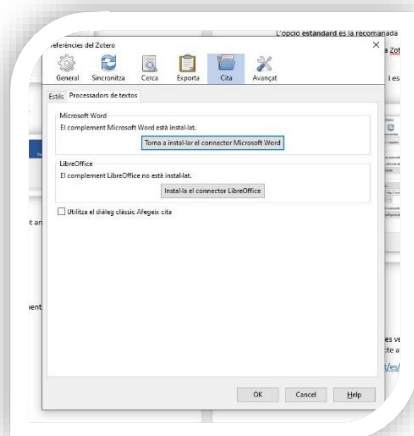 L'opció estàndard és la recomanada
Preferències del Zotero
General Sincronitza Cerca Exporta Cita Avançat
Estils Processadors de textos
Microsoft Word
El complement Microsoft Word està instal·lat.
Torna a instal·lar el connector Microsoft Word
LibreOffice
El complement LibreOffice no està instal·lat.
Instal·la el connector LibreOffice
Utilitza el diàleg clàssic Afegeix cita
OK Cancel Help